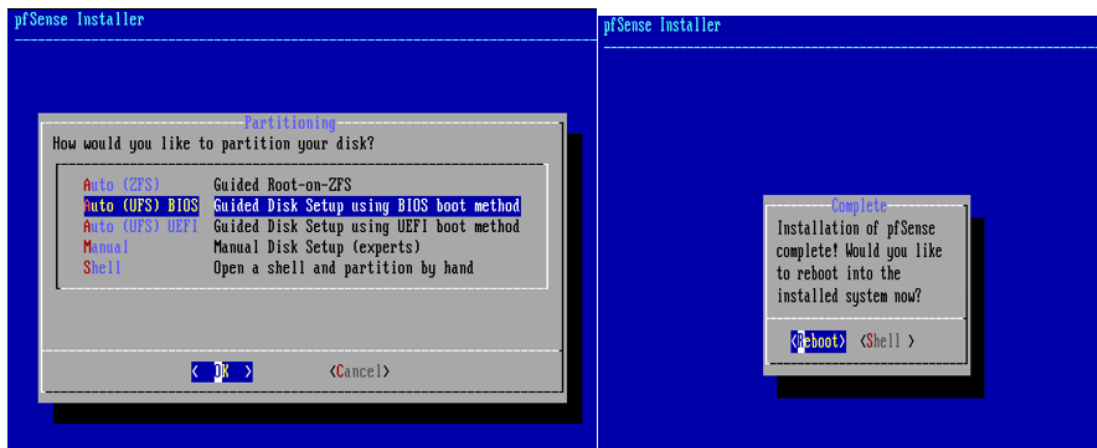 pfSense Installer
Partitioning
How would you like to partition your disk?
Auto (ZFS) Guided Root-on-ZFS
Auto (UFS) BIOS Guided Disk Setup using BIOS boot method
Auto (UFS) UEFI Guided Disk Setup using UEFI boot method
Manual Manual Disk Setup (experts)
Shell Open a shell and partition by hand
< OK > <Cancel>
pfSense Installer
Complete
Installation of pfSense
complete! Would you like
to reboot into the
installed system now?
<Reboot> <Shell >